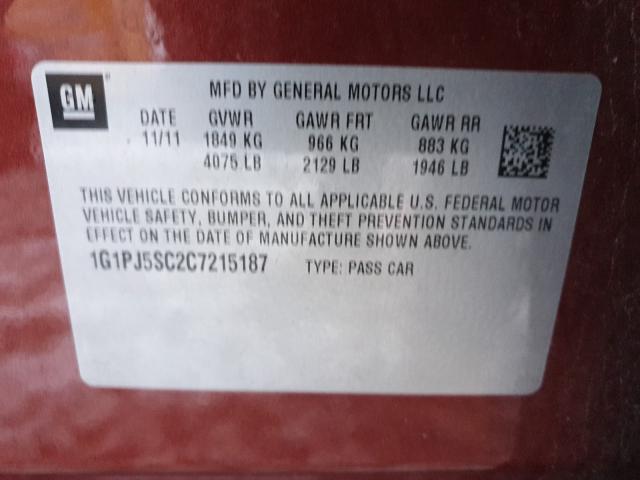 GM
MFD BY GENERAL MOTORS LLC
DATE GVWR GAWR FRT GAWR RR
11/11 1849 KG 966 KG 883 KG
4075 LB 2129 LB 1946 LB
THIS VEHICLE CONFORMS TO ALL APPLICABLE U.S. FEDERAL MOTOR
VEHICLE SAFETY, BUMPER, AND THEFT PREVENTION STANDARDS IN
EFFECT ON THE DATE OF MANUFACTURE SHOWN ABOVE.
1G1PJ5SC2C7215187 TYPE: PASS CAR